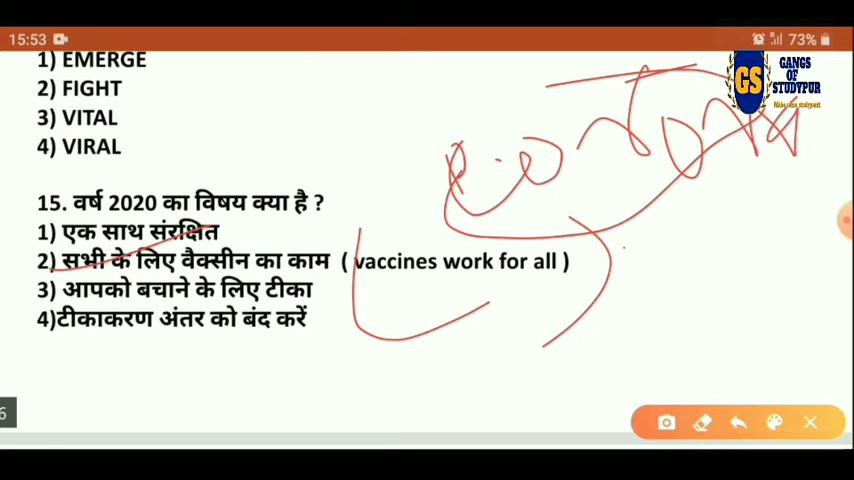 15:53
73%
GS
GANGS
OF
STUDYPUR
1) EMERGE
2) FIGHT
3) VITAL
4) VIRAL
15. वर्ष 2020 का विषय क्या है ?
1) एक साथ संरक्षित
2) सभी के लिए वैक्सीन का काम ( vaccines work for all )
3) आपको बचाने के लिए टीका
4)टीकाकरण अंतर को बंद करें
6